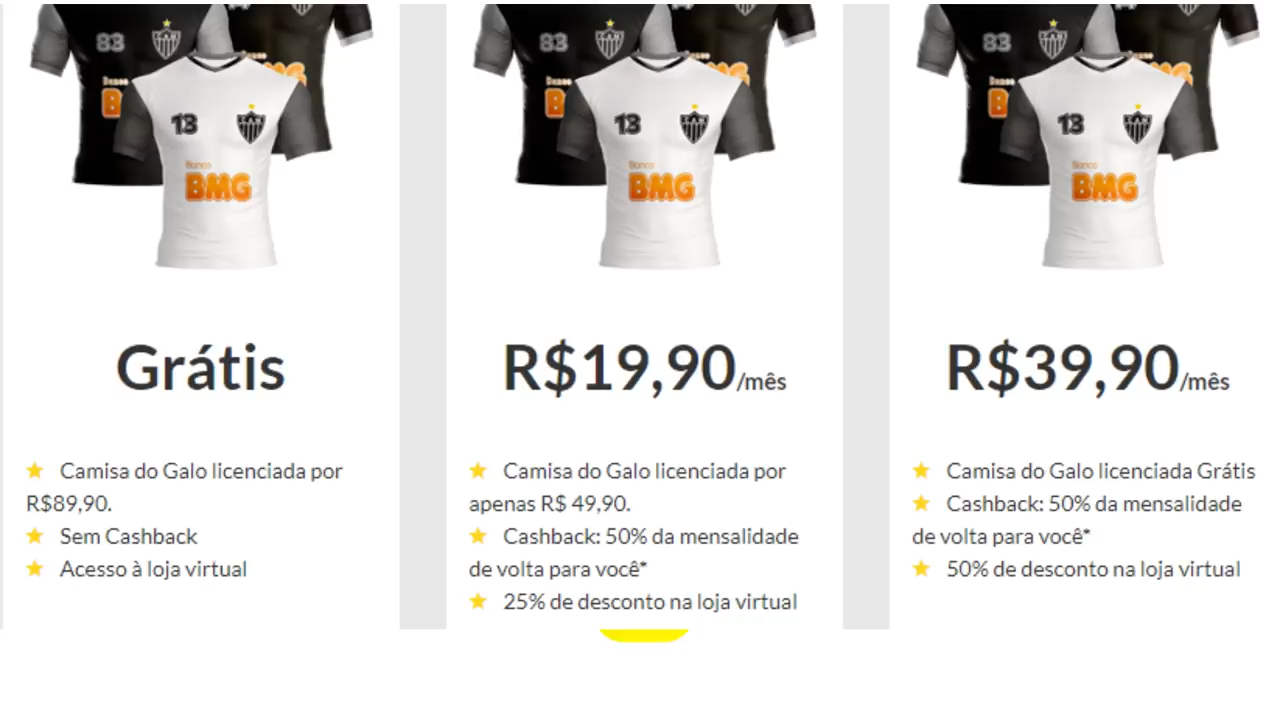 83
13
Banco
BMG
83
13
Banco
BMG
83
13
Banco
BMG
Grátis
Camisa do Galo licenciada por
R$89,90.
Sem Cashback
Acesso à loja virtual
R$19,90/mês
Camisa do Galo licenciada por
apenas R$ 49,90.
Cashback: 50% da mensalidade
de volta para você*
25% de desconto na loja virtual
R$39,90/mês
Camisa do Galo licenciada Grátis
Cashback: 50% da mensalidade
de volta para você*
50% de desconto na loja virtual